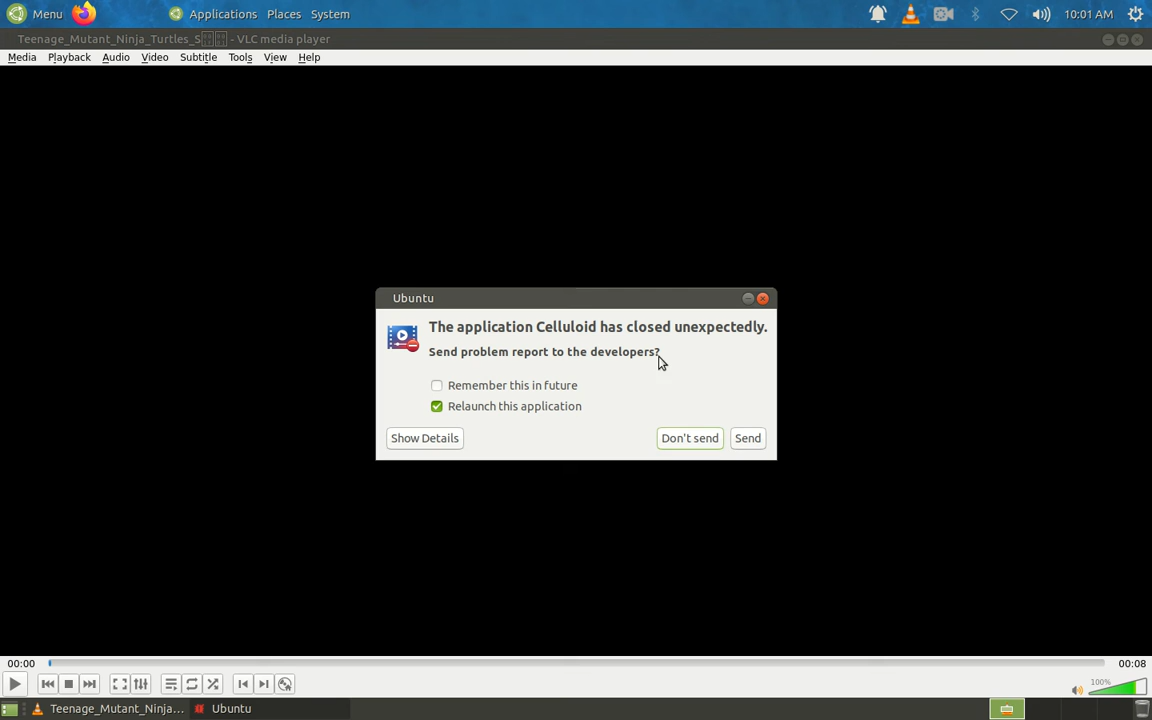 Menu Applications Places System 10:01 AM
Teenage_Mutant_Ninja_Turtles_S - VLC media player
Media Playback Audio Video Subtitle Tools View Help
Ubuntu
The application Celluloid has closed unexpectedly.
Send problem report to the developers?
Remember this in future
Relaunch this application
Show Details Don't send Send
00:00 00:08
100%
Teenage_Mutant_Ninja... Ubuntu